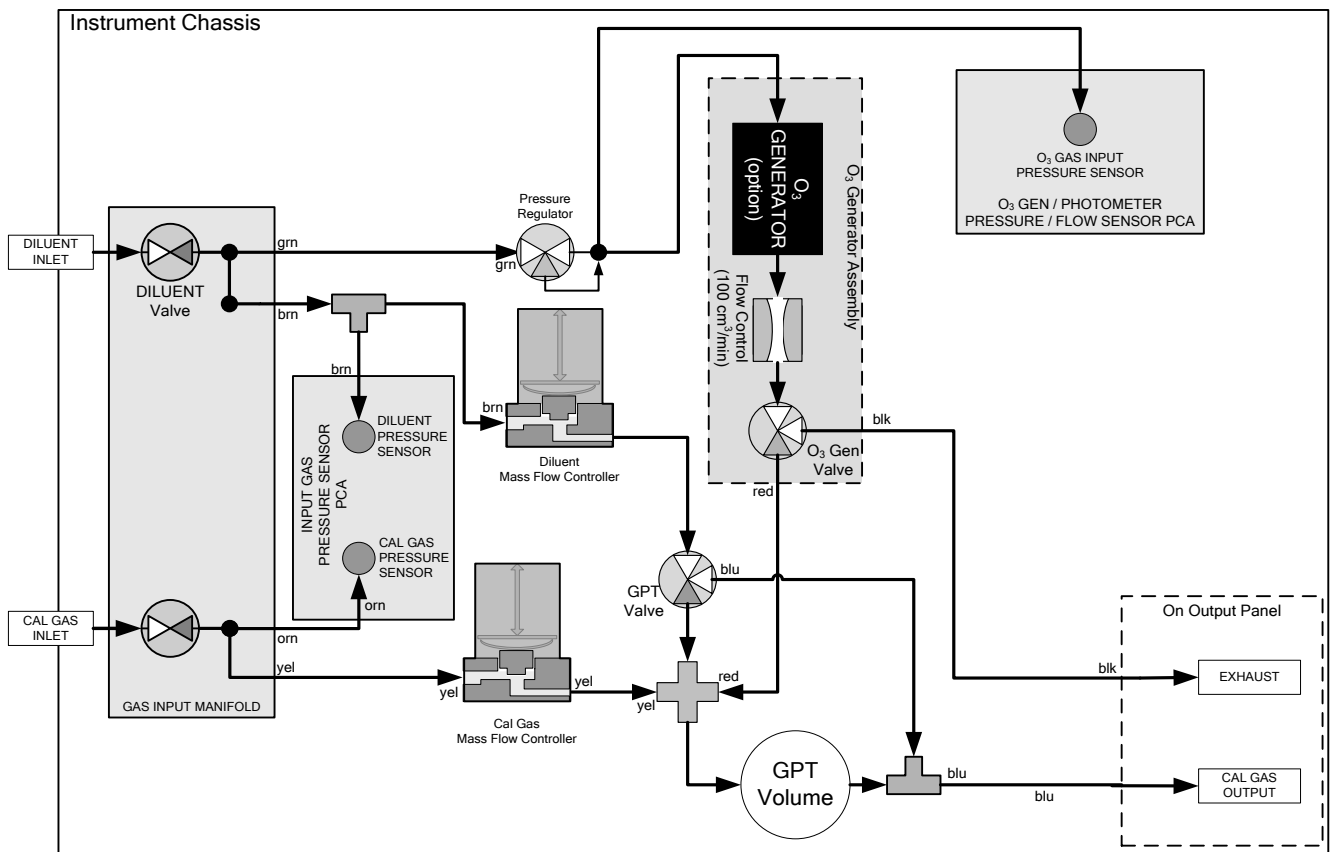 Instrument Chassis
DILUENT
INLET
DILUENT
Valve
grn
grn
Pressure
Regulator
brn
brn
brn
O₃
GENERATOR
(option)
O₃ Generator Assembly
Flow Control
(100 cm³/min)
O₃ Gen
Valve
blk
red
O₃ GAS INPUT
PRESSURE SENSOR
O₃ GEN / PHOTOMETER
PRESSURE / FLOW SENSOR PCA
DILUENT
PRESSURE
SENSOR
INPUT GAS
PRESSURE SENSOR
PCA
CAL GAS
PRESSURE
SENSOR
Diluent
Mass Flow Controller
GPT
Valve
blu
CAL GAS
INLET
orn
orn
yel
yel
yel
yel
red
GAS INPUT MANIFOLD
Cal Gas
Mass Flow Controller
GPT
Volume
blu
blu
On Output Panel
blk
EXHAUST
CAL GAS
OUTPUT